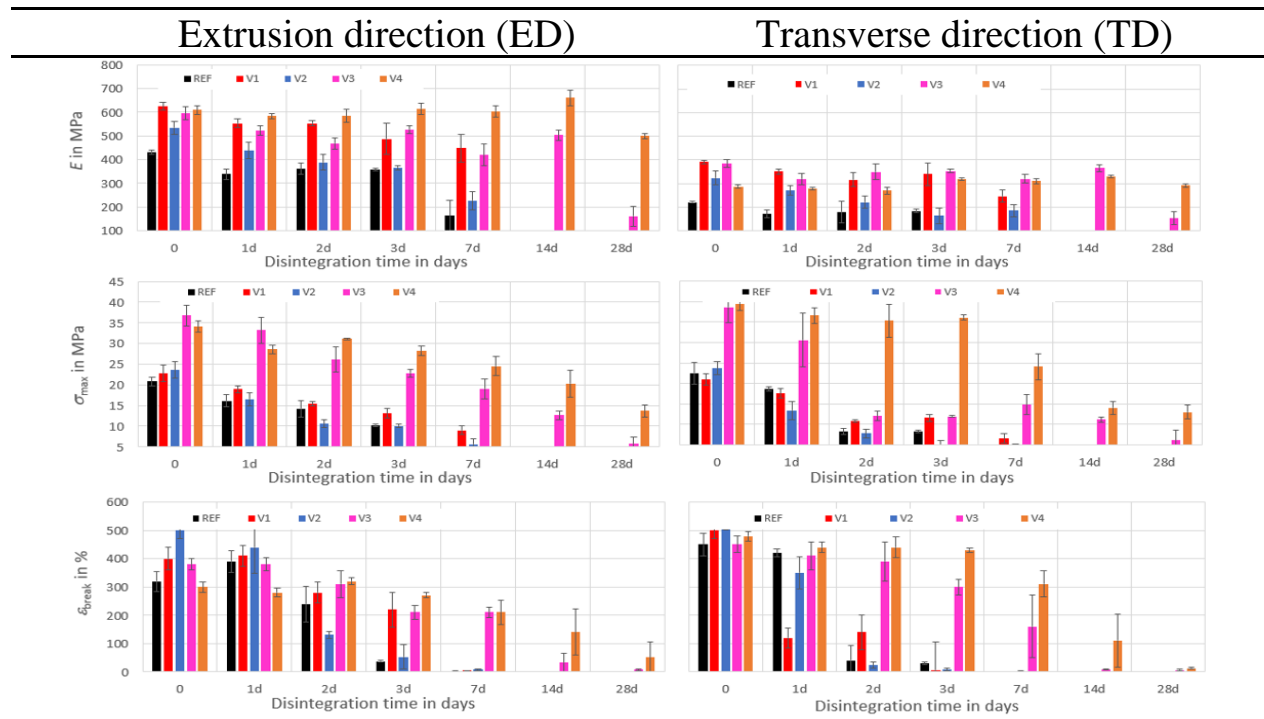 Extrusion direction (ED) Transverse direction (TD)
800
700
600
500
400
300
200
100
E in MPa
REF V1 V2 V3 V4
0 1d 2d 3d 7d 14d 28d
Disintegration time in days
REF V1 V2 V3 V4
0 1d 2d 3d 7d 14d 28d
Disintegration time in days
45
40
35
30
25
20
15
10
5
σmax in MPa
REF V1 V2 V3 V4
0 1d 2d 3d 7d 14d 28d
Disintegration time in days
REF V1 V2 V3 V4
0 1d 2d 3d 7d 14d 28d
Disintegration time in days
600
500
400
300
200
100
0
εbreak in %
REF V1 V2 V3 V4
0 1d 2d 3d 7d 14d 28d
Disintegration time in days
REF V1 V2 V3 V4
0 1d 2d 3d 7d 14d 28d
Disintegration time in days